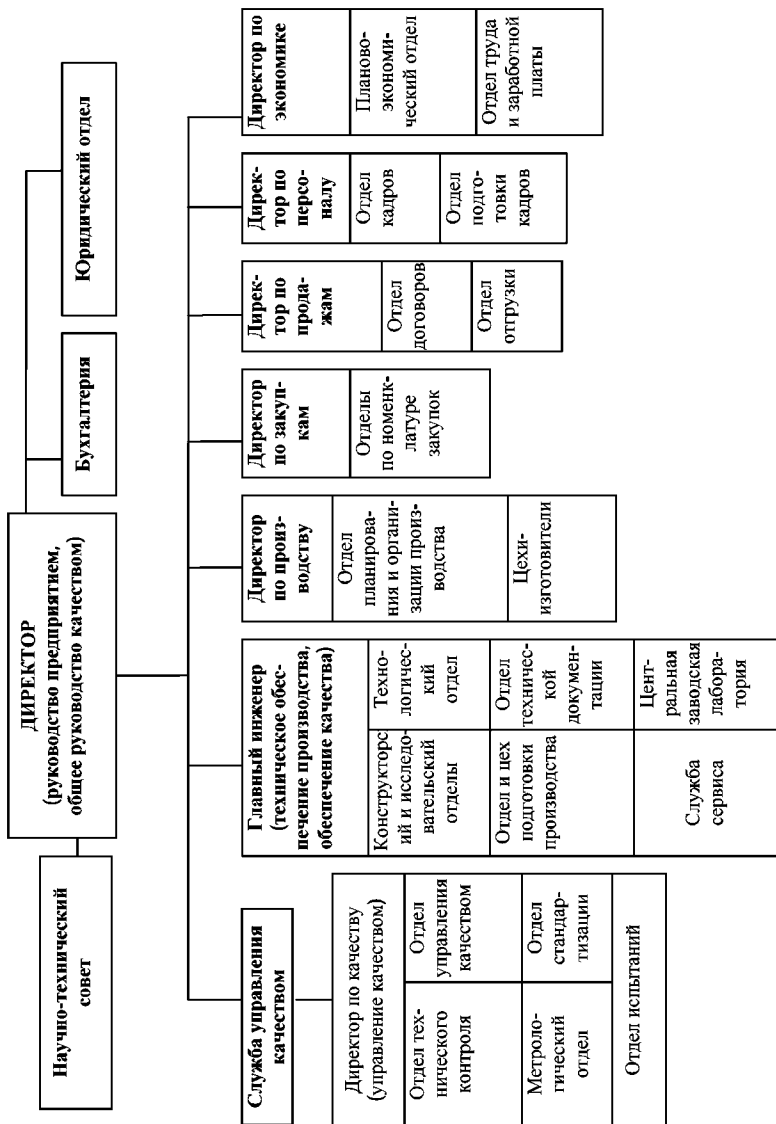 Научно-технический
совет
ДИРЕКТОР
(руководство предприятием,
общее руководство качеством)
Бухгалтерия
Юридический отдел
Служба управления
качеством
Директор по качеству
(управление качеством)
Отдел тех-
нического
контроля
Отдел
управления
качеством
Метроло-
гический
отдел
Отдел
стандар-
тизации
Отдел испытаний
Главный инженер
(техническое обес-
печение производства,
обеспечение качества)
Конструкторс
ий и исследо-
вательский
отделы
Техно-
логичес-
кий
отдел
Отдел и цех
подготовки
производства
Отдел
техничес-
кой
докумен-
тации
Служба
сервиса
Цент-
ральная
заводская
лабора-
тория
Директор
по произ-
водству
Отдел
планирова-
ния и органи-
зации произ-
водства
Цехи-
изготовители
Директор
по закуп-
кам
Отделы
по номенк-
латуре
закупок
Дирек-
тор по
прода-
жам
Отдел
договоров
Отдел
отгрузки
Дирек-
тор по
персо-
налу
Отдел
кадров
Отдел
подго-
товки
кадров
Директор по
экономике
Планово-
экономи-
ческий отдел
Отдел труда
и заработной
платы